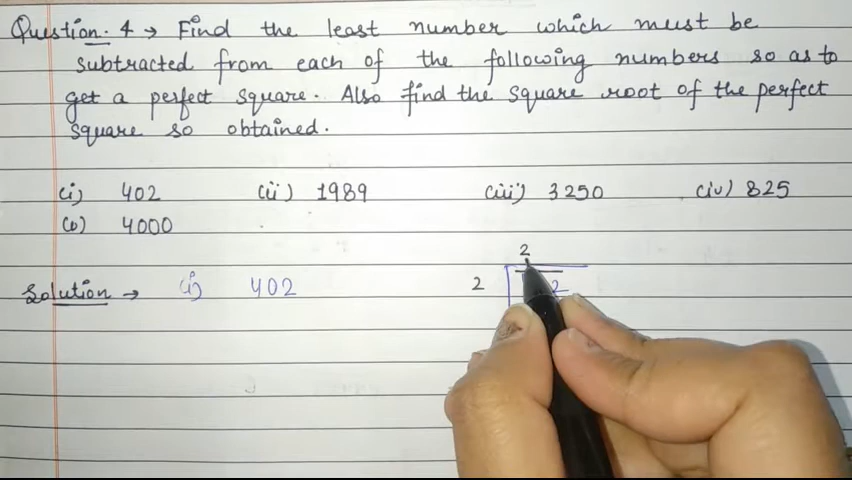 Question. 4 → Find the least number which must be
subtracted from each of the following numbers so as to
get a perfect square. Also find the square root of the perfect
square so obtained.
(i) 402 (ii) 1989 (iii) 3250 (iv) 825
(v) 4000
2
Solution → (i) 402 2 2